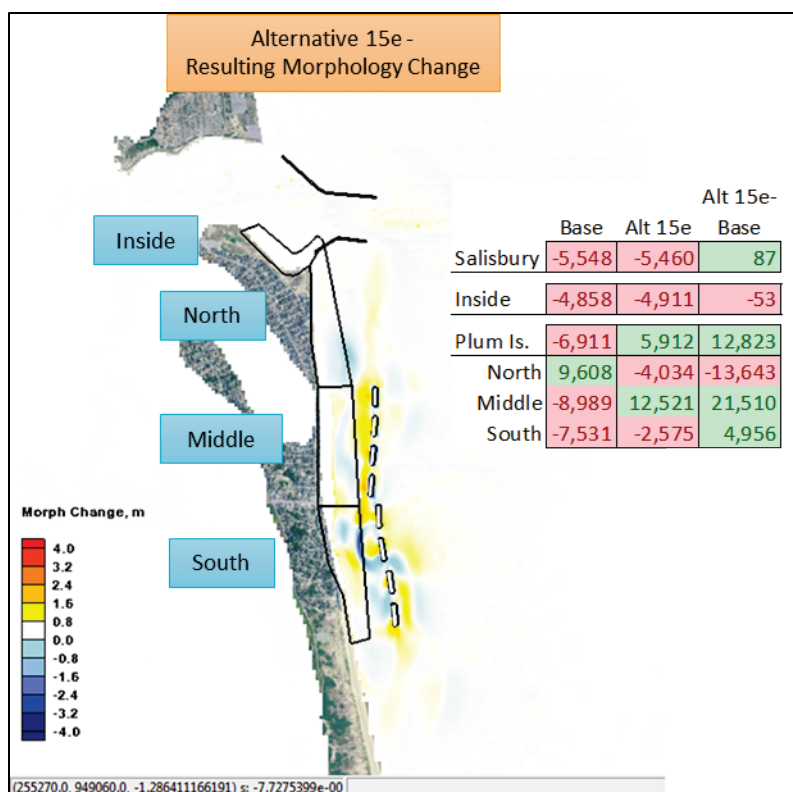 Alternative 15e -
Resulting Morphology Change
Inside
North
Middle
South
Alt 15e-
Base Alt 15e Base
Salisbury -5,548 -5,460 87
Inside -4,858 -4,911 -53
Plum Is. -6,911 5,912 12,823
North 9,608 -4,034 -13,643
Middle -8,989 12,521 21,510
South -7,531 -2,575 4,956
Morph Change, m
4.0
3.2
2.4
1.6
0.8
0.0
-0.8
-1.6
-2.4
-3.2
-4.0
(255270.0, 949060.0, -1.286411166191) s: -7.7275399e-00